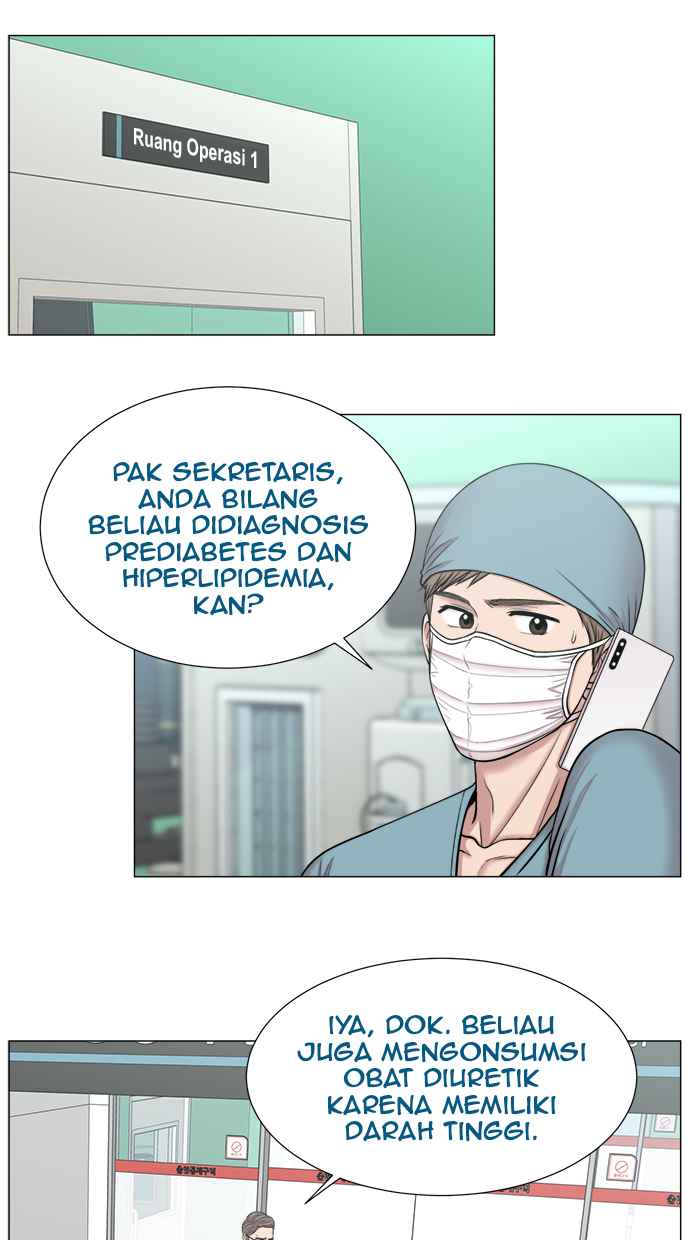 Ruang Operasi 1
PAK SEKRETARIS,
ANDA BILANG
BELIAU DIDIAGNOSIS
PREDIABETES DAN
HIPERLIPIDEMIA,
KAN?
IYA, DOK. BELIAU
JUGA MENGONSUMSI
OBAT DIURETIK
KARENA MEMILIKI
DARAH TINGGI.